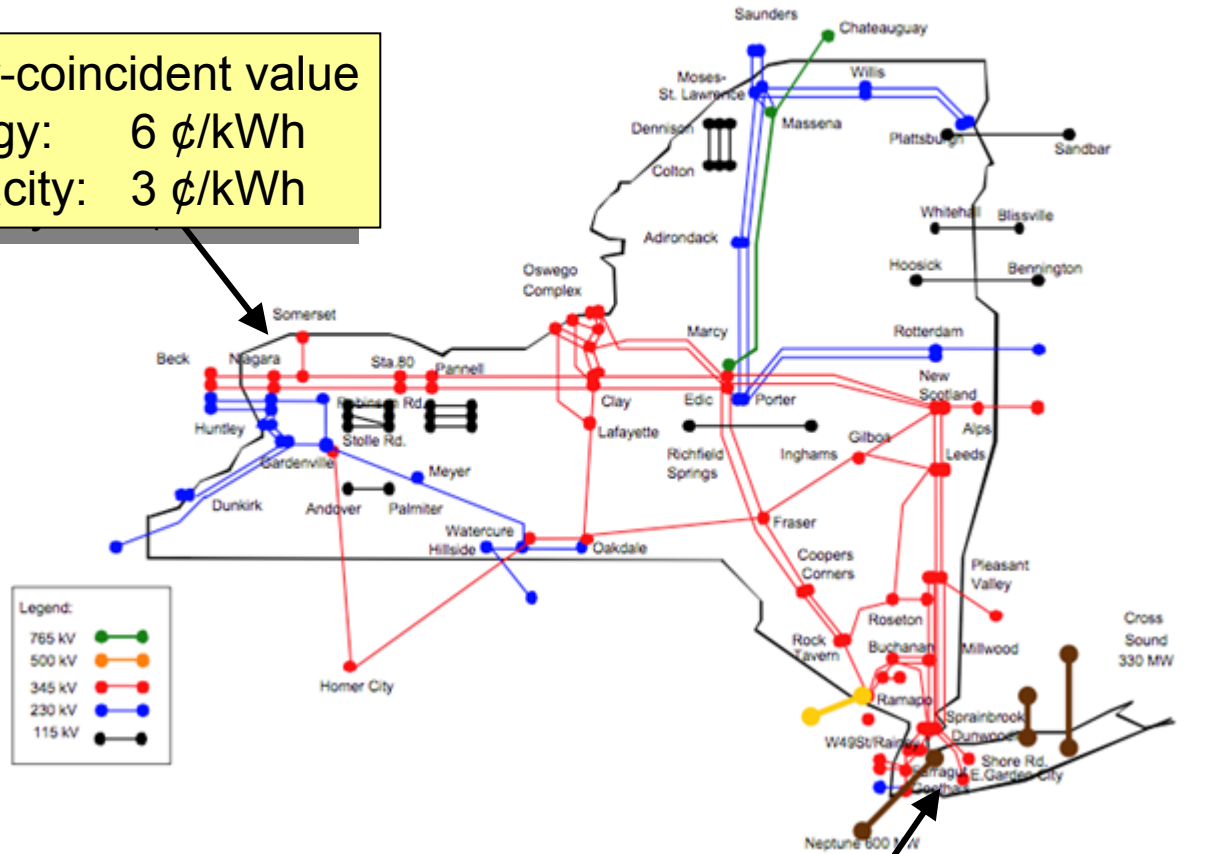 -coincident value
gy: 6 ¢/kWh
city: 3 ¢/kWh
Saunders
Chateauguay
Moses-
St. Lawrence
Willis
Massena
Dennison
Plattsburgh
Sandbar
Colton
Whitehall
Blissville
Adirondack
Hoosick
Bennington
Oswego
Complex
Somerset
Marcy
Rotterdam
Beck
Niagara
Sta.80
Pannell
New
Scotland
Robinson Rd.
Clay
Edic
Porter
Huntley
Stolle Rd.
Lafayette
Alps
Gilboa
Richfield
Springs
Inghams
Leeds
Gardenville
Meyer
Dunkirk
Andover
Palmiter
Fraser
Watercure
Hillside
Oakdale
Coopers
Corners
Pleasant
Valley
Legend:
765 kV
500 kV
345 kV
230 kV
115 kV
Roseton
Cross
Sound
330 MW
Rock
Tavern
Buchanan
Millwood
Homer City
Ramapo
Sprainbrook
Dunwoodie
W49St/Rainey
Shore Rd.
Farragut
E.Garden City
Goethals
Neptune 600 MW